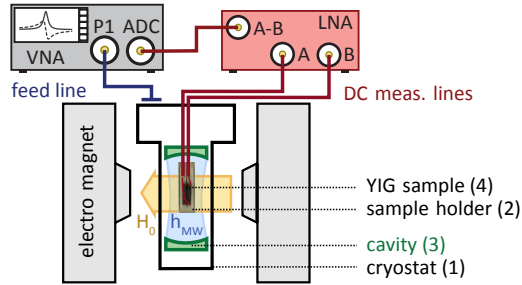 P1 ADC
VNA
A-B
LNA
A
B
feed line
DC meas. lines
electro magnet
H0
hMW
YIG sample (4)
sample holder (2)
cavity (3)
cryostat (1)